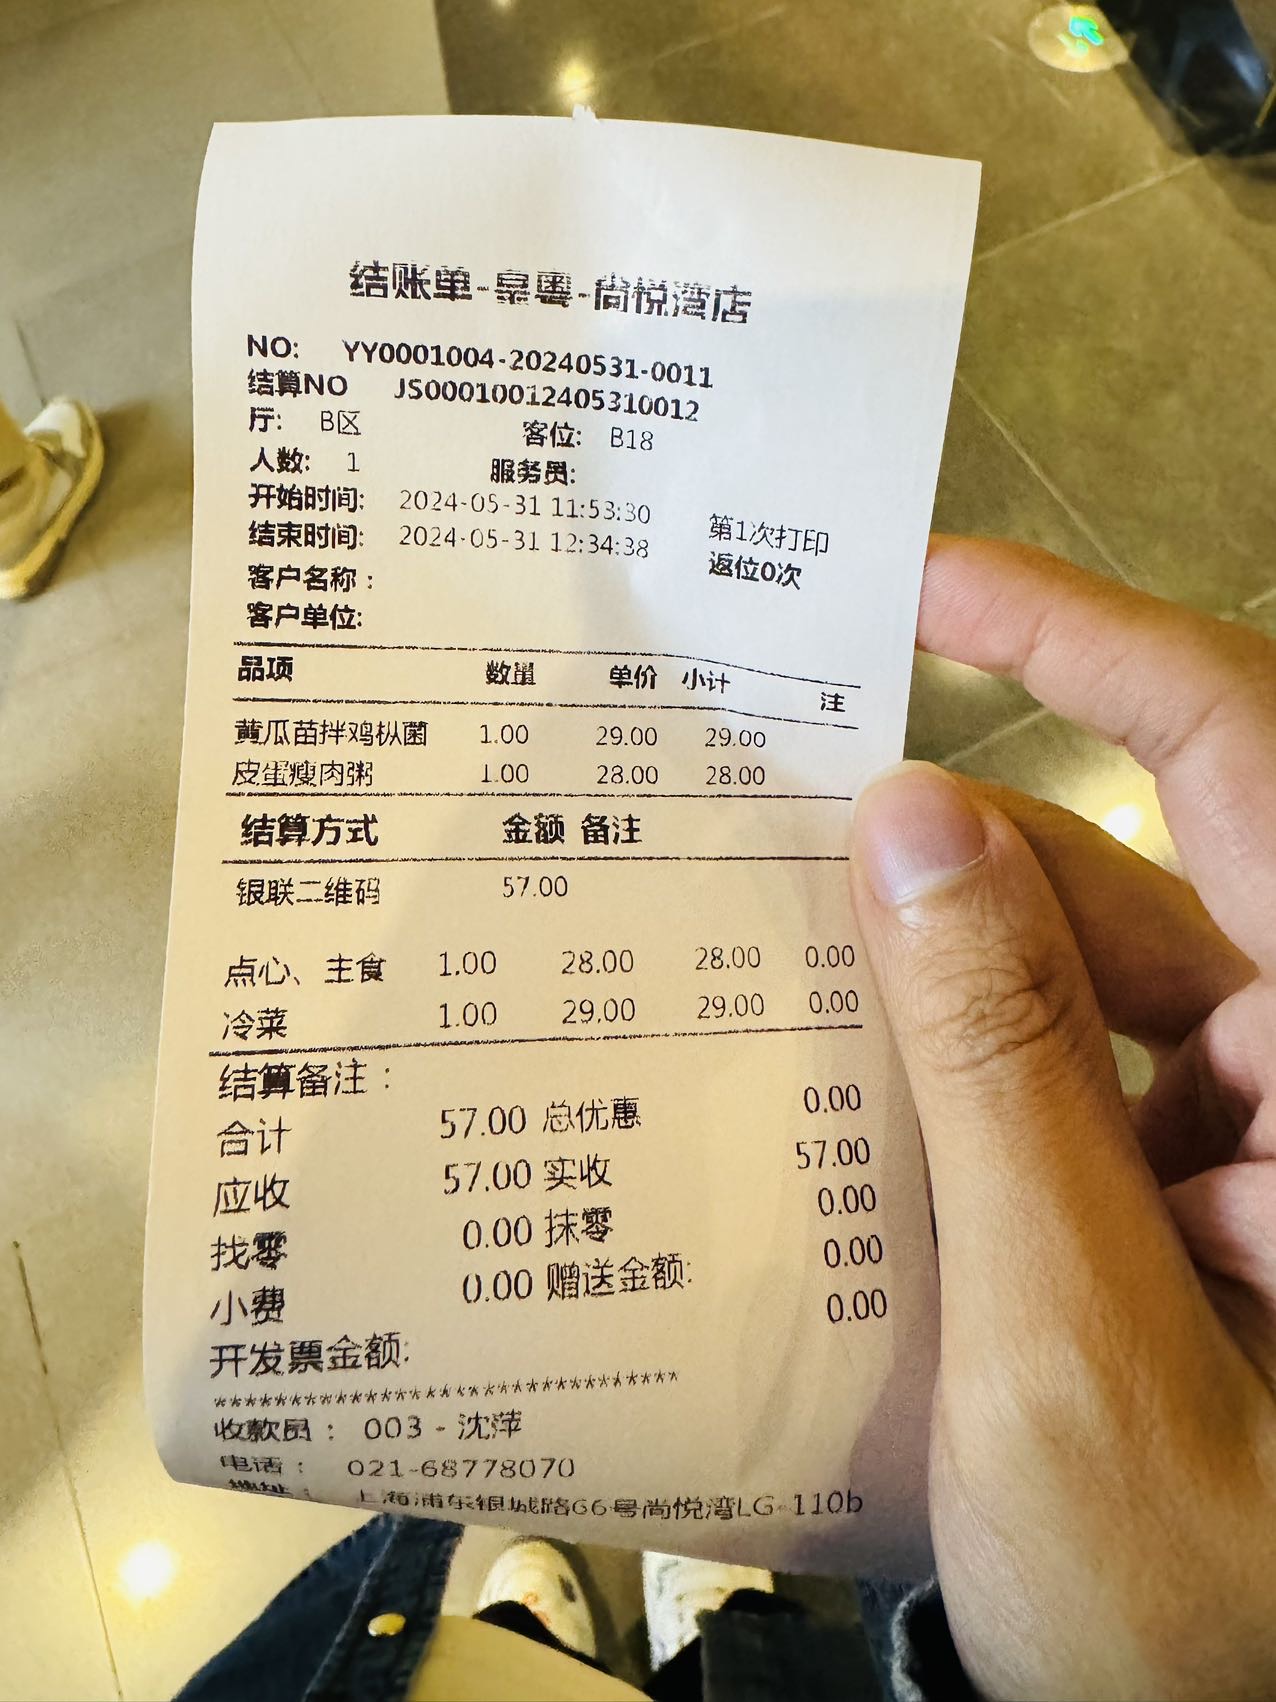 结账单-皇粤-尚悦湾店
NO: YY0001004-20240531-0011
结算NO JS00010012405310012
厅: B区 客位: B18
人数: 1 服务员:
开始时间: 2024-05-31 11:53:30 第1次打印
结束时间: 2024-05-31 12:34:38 返位0次
客户名称:
客户单位:
品项 数量 单价 小计 注
黄瓜苗拌鸡枞菌 1.00 29.00 29.00
皮蛋瘦肉粥 1.00 28.00 28.00
结算方式 金额 备注
银联二维码 57.00
点心、主食 1.00 28.00 28.00 0.00
冷菜 1.00 29.00 29.00 0.00
结算备注:
合计 57.00 总优惠 0.00
应收 57.00 实收 57.00
找零 0.00 抹零 0.00
小费 0.00 赠送金额: 0.00
开发票金额: 0.00
*******************************
收款员: 003 - 沈萍
电话: 021-68778070
地址: 上海浦东银城路66号尚悦湾LG-110b